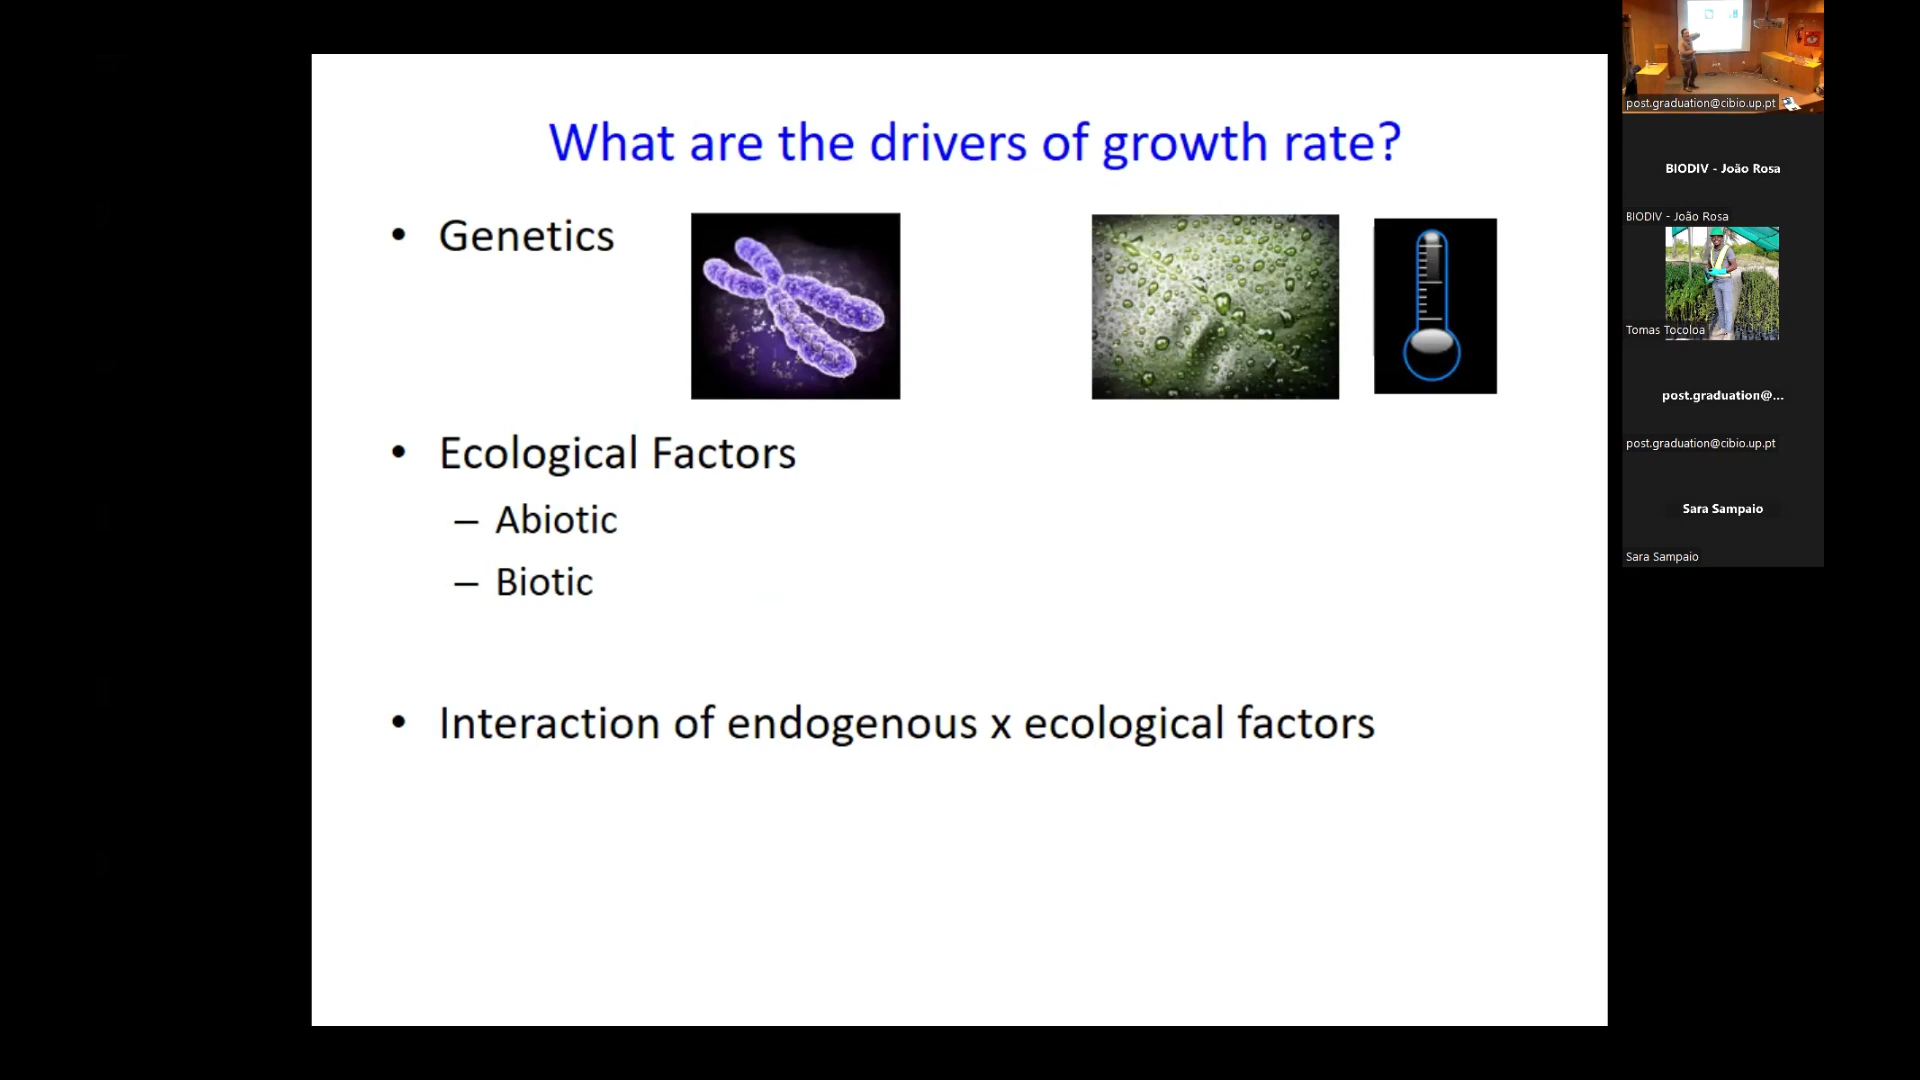 What are the drivers of growth rate?
• Genetics
• Ecological Factors
– Abiotic
– Biotic
• Interaction of endogenous x ecological factors
post.graduation@cibio.up.pt
BIODIV - João Rosa
BIODIV - João Rosa
Tomas Tocoloa
post.graduation@...
post.graduation@cibio.up.pt
Sara Sampaio
Sara Sampaio